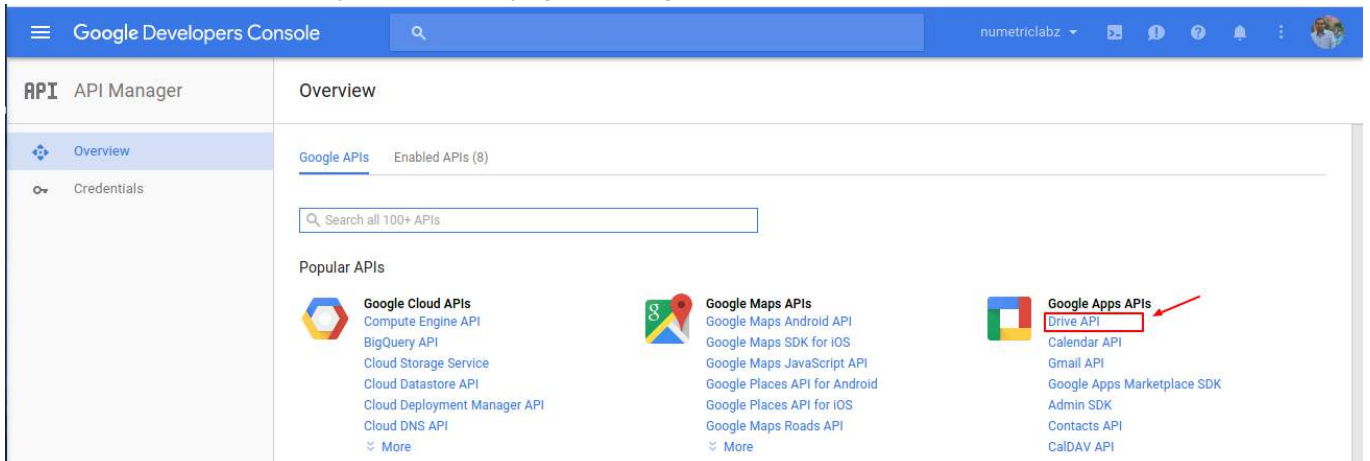 Google Developers Console
numetriclabz
API API Manager
Overview
Overview
Credentials
Google APIs Enabled APIs (8)
Search all 100+ APIs
Popular APIs
Google Cloud APIs
Compute Engine API
BigQuery API
Cloud Storage Service
Cloud Datastore API
Cloud Deployment Manager API
Cloud DNS API
More
8
Google Maps APIs
Google Maps Android API
Google Maps SDK for iOS
Google Maps JavaScript API
Google Places API for Android
Google Places API for iOS
Google Maps Roads API
More
Google Apps APIs
Drive API
Calendar API
Gmail API
Google Apps Marketplace SDK
Admin SDK
Contacts API
CalDAV API